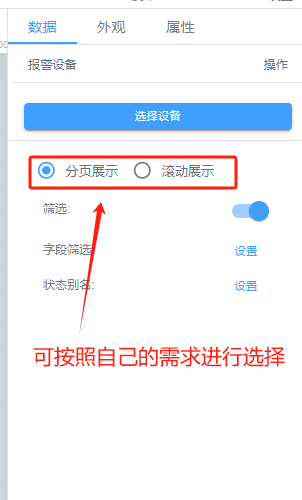 数据 外观 属性
报警设备 操作
选择设备
分页展示 滚动展示
筛选:
字段筛选 设置
状态别名: 设置
可按照自己的需求进行选择